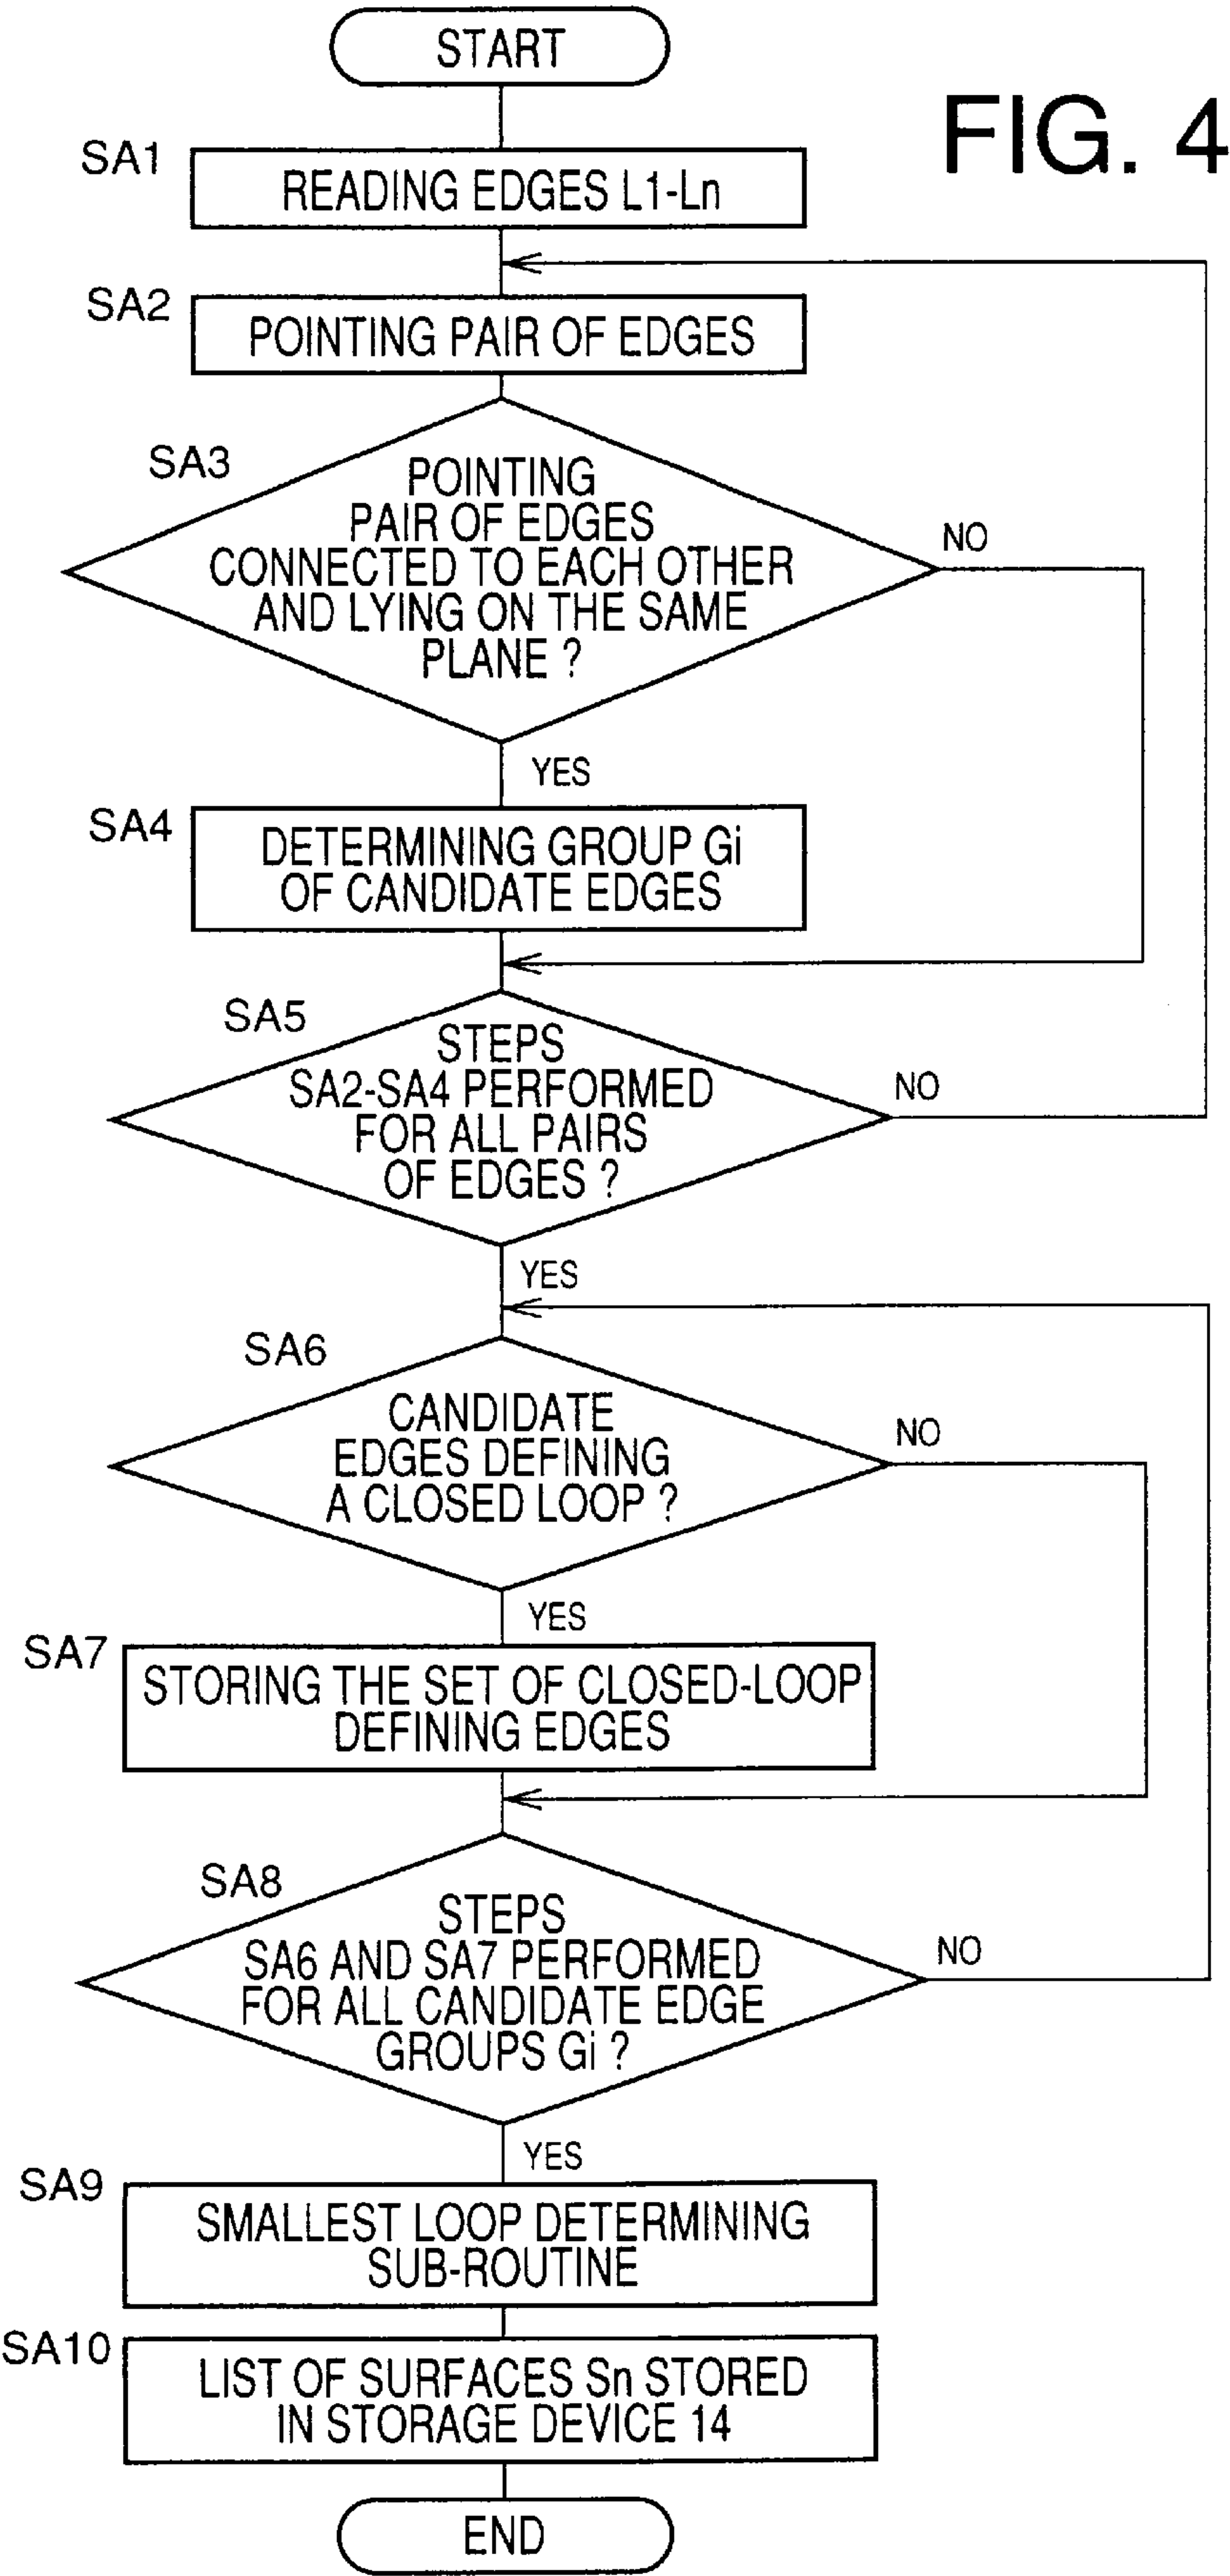 START
FIG. 4
SA1
READING EDGES L1-Ln
SA2
POINTING PAIR OF EDGES
SA3
POINTING
PAIR OF EDGES
CONNECTED TO EACH OTHER
AND LYING ON THE SAME
PLANE ?
NO
YES
SA4
DETERMINING GROUP Gi
OF CANDIDATE EDGES
SA5
STEPS
SA2-SA4 PERFORMED
FOR ALL PAIRS
OF EDGES ?
NO
YES
SA6
CANDIDATE
EDGES DEFINING
A CLOSED LOOP ?
NO
YES
SA7
STORING THE SET OF CLOSED-LOOP
DEFINING EDGES
SA8
STEPS
SA6 AND SA7 PERFORMED
FOR ALL CANDIDATE EDGE
GROUPS Gi ?
NO
YES
SA9
SMALLEST LOOP DETERMINING
SUB-ROUTINE
SA10
LIST OF SURFACES Sn STORED
IN STORAGE DEVICE 14
END